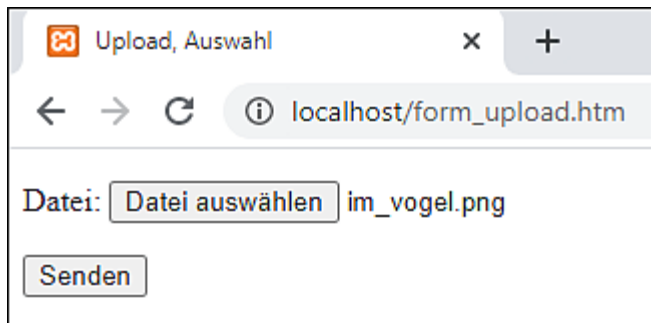 Upload, Auswahl
localhost/form_upload.htm
Datei: Datei auswählen im_vogel.png
Senden